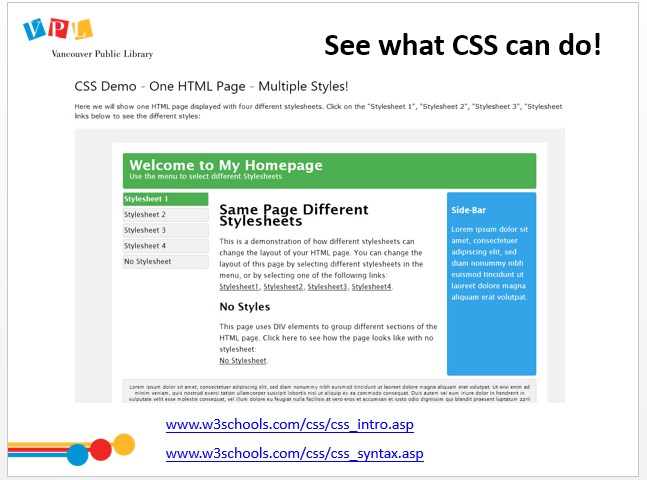 VPL
Vancouver Public Library
See what CSS can do!
CSS Demo - One HTML Page - Multiple Styles!
Here we will show one HTML page displayed with four different stylesheets. Click on the "Stylesheet 1", "Stylesheet 2", "Stylesheet 3", "Stylesheet
links below to see the different styles:
Welcome to My Homepage
Use the menu to select different Stylesheets
Stylesheet 1
Stylesheet 2
Stylesheet 3
Stylesheet 4
No Stylesheet
Same Page Different
Stylesheets
This is a demonstration of how different stylesheets can
change the layout of your HTML page. You can change the
layout of this page by selecting different stylesheets in the
menu, or by selecting one of the following links:
Stylesheet1, Stylesheet2, Stylesheet3, Stylesheet4.
No Styles
This page uses DIV elements to group different sections of the
HTML page. Click here to see how the page looks like with no
stylesheet:
No Stylesheet.
Side-Bar
Lorem ipsum dolor sit
amet, consectetuer
adipiscing elit, sed
diam nonummy nibh
euismod tincidunt ut
laoreet dolore magna
aliquam erat volutpat.
Lorem ipsum dolor sit amet, consectetuer adipiscing elit, sed diam nonummy nibh euismod tincidunt ut laoreet dolore magna aliquam erat volutpat. Ut wisi enim ad
minim veniam, quis nostrud exerci tation ullamcorper suscipit lobortis nisl ut aliquip ex ea commodo consequat. Duis autem vel eum iriure dolor in hendrerit in
vulputate velit esse molestie consequat, vel illum dolore eu feugiat nulla facilisis at vero eros et accumsan et iusto odio dignissim qui blandit praesent luptatum zzril
www.w3schools.com/css/css_intro.asp
www.w3schools.com/css/css_syntax.asp